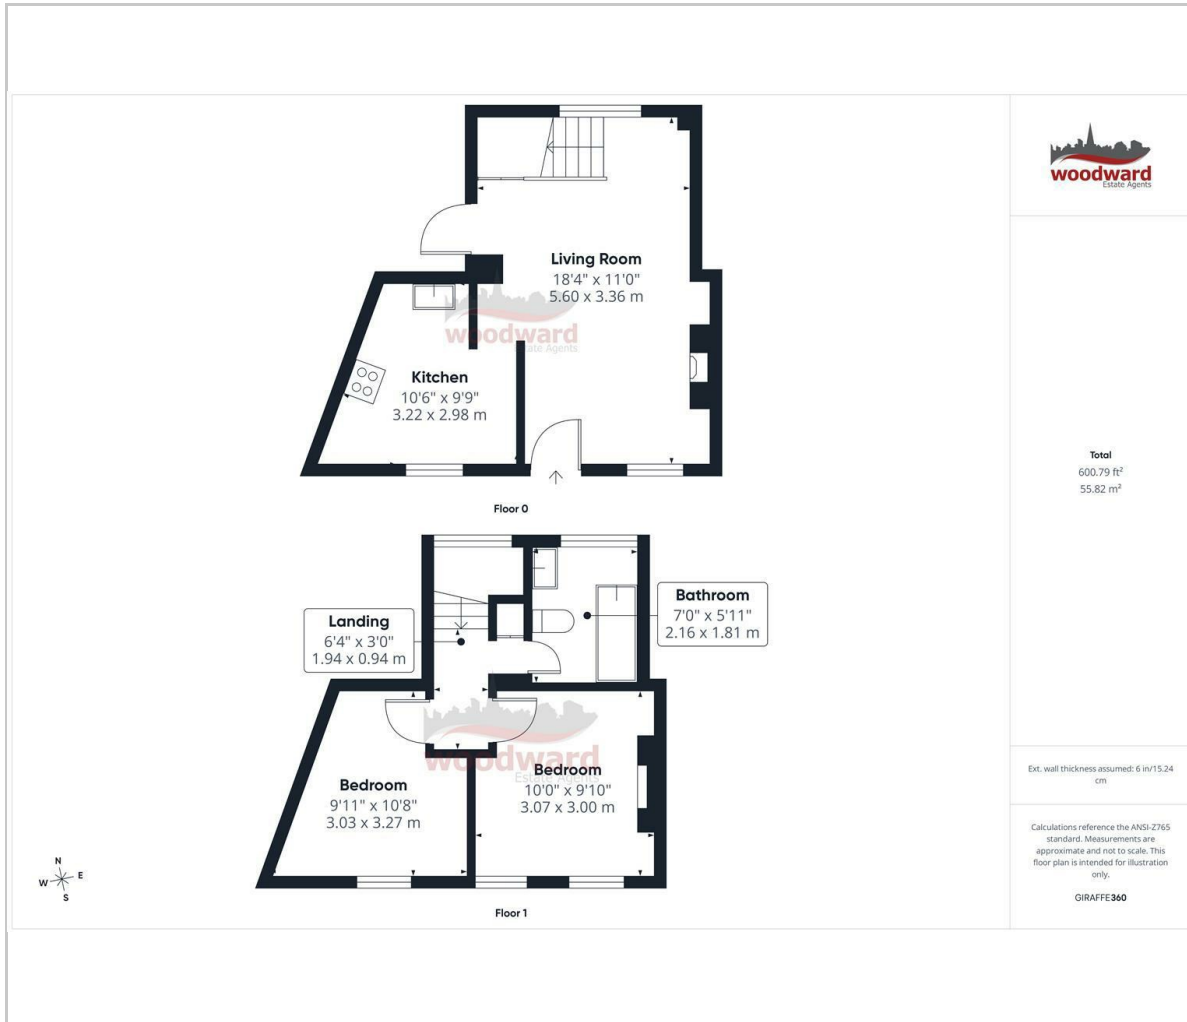 woodward
Estate Agents
Living Room
18'4" x 11'0"
5.60 x 3.36 m
woodward
Estate Agents
Kitchen
10'6" x 9'9"
3.22 x 2.98 m
Floor 0
Total
600.79 ft²
55.82 m²
Landing
6'4" x 3'0"
1.94 x 0.94 m
Bathroom
7'0" x 5'11"
2.16 x 1.81 m
woodward
Estate Agents
Bedroom
9'11" x 10'8"
3.03 x 3.27 m
Bedroom
10'0" x 9'10"
3.07 x 3.00 m
Floor 1
N
W E
S
Ext. wall thickness assumed: 6 in/15.24
cm
Calculations reference the ANSI-Z765
standard. Measurements are
approximate and not to scale. This
floor plan is intended for illustration
only.
GIRAFFE360